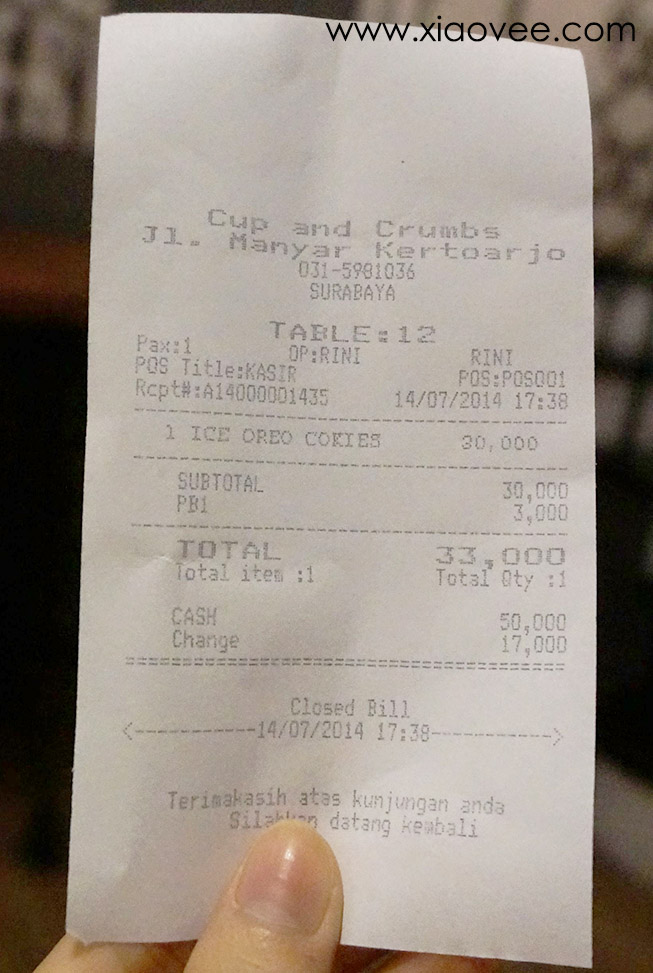 www.xiaovee.com
Cup and Crumbs
Jl. Manyar Kertoarjo
031-5981036
SURABAYA
TABLE:12
Pax:1 OP:RINI RINI
POS Title:KASIR POS:POS001
Rcpt#:A14000001435 14/07/2014 17:38
1 ICE OREO COKIES 30,000
SUBTOTAL 30,000
PB1 3,000
TOTAL 33,000
Total item :1 Total Qty :1
CASH 50,000
Change 17,000
Closed Bill
<----------14/07/2014 17:38---------->
Terimakasih atas kunjungan anda
Silahkan datang kembali